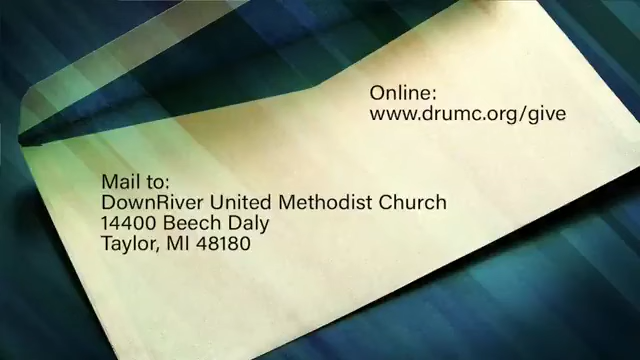 Online:
www.drumc.org/give
Mail to:
DownRiver United Methodist Church
14400 Beech Daly
Taylor, MI 48180